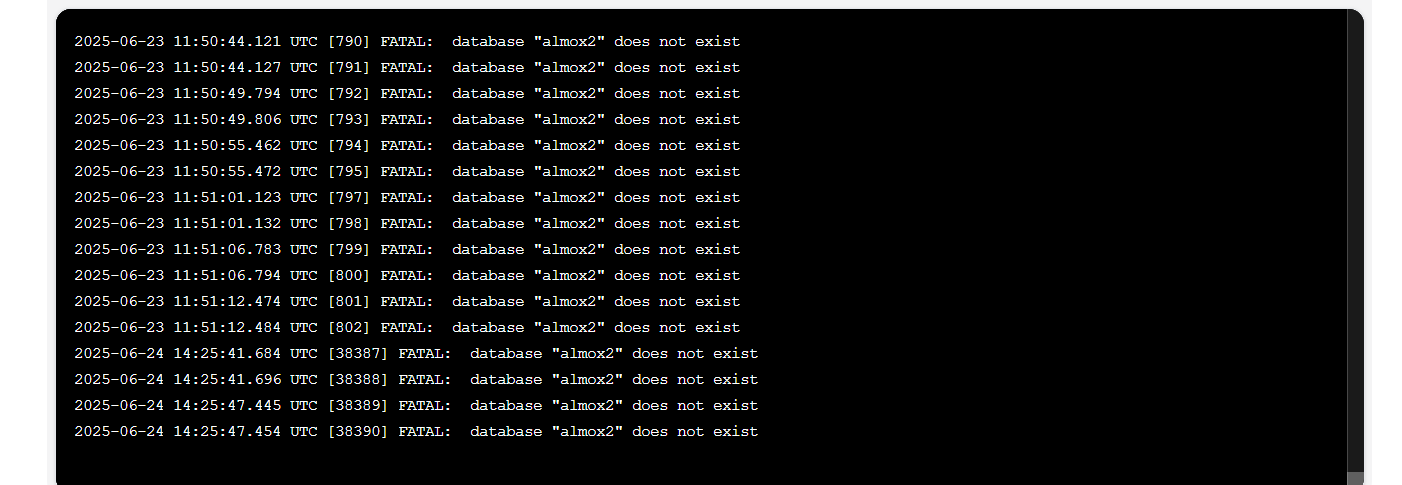 2025-06-23 11:50:44.121 UTC [790] FATAL:  database "almox2" does not exist
2025-06-23 11:50:44.127 UTC [791] FATAL:  database "almox2" does not exist
2025-06-23 11:50:49.794 UTC [792] FATAL:  database "almox2" does not exist
2025-06-23 11:50:49.806 UTC [793] FATAL:  database "almox2" does not exist
2025-06-23 11:50:55.462 UTC [794] FATAL:  database "almox2" does not exist
2025-06-23 11:50:55.472 UTC [795] FATAL:  database "almox2" does not exist
2025-06-23 11:51:01.123 UTC [797] FATAL:  database "almox2" does not exist
2025-06-23 11:51:01.132 UTC [798] FATAL:  database "almox2" does not exist
2025-06-23 11:51:06.783 UTC [799] FATAL:  database "almox2" does not exist
2025-06-23 11:51:06.794 UTC [800] FATAL:  database "almox2" does not exist
2025-06-23 11:51:12.474 UTC [801] FATAL:  database "almox2" does not exist
2025-06-23 11:51:12.484 UTC [802] FATAL:  database "almox2" does not exist
2025-06-24 14:25:41.684 UTC [38387] FATAL:  database "almox2" does not exist
2025-06-24 14:25:41.696 UTC [38388] FATAL:  database "almox2" does not exist
2025-06-24 14:25:47.445 UTC [38389] FATAL:  database "almox2" does not exist
2025-06-24 14:25:47.454 UTC [38390] FATAL:  database "almox2" does not exist